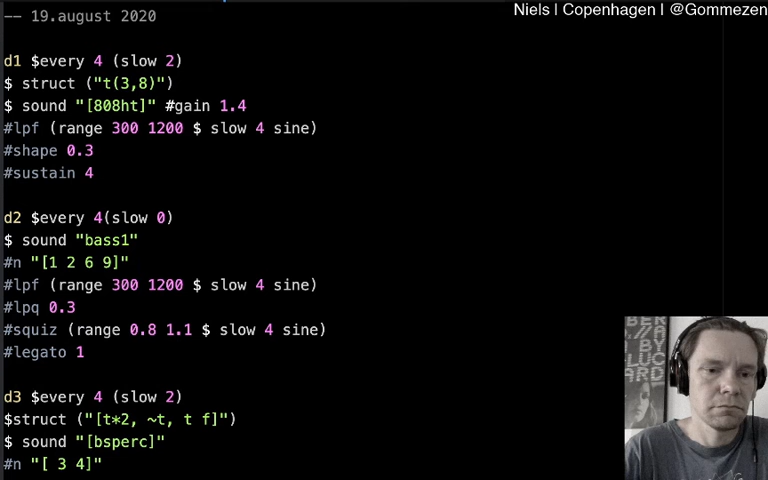 Niels | Copenhagen | @Gommezen
-- 19.august 2020
d1 $every 4 (slow 2)
$ struct ("t(3,8)")
$ sound "[808ht]" #gain 1.4
#lpf (range 300 1200 $ slow 4 sine)
#shape 0.3
#sustain 4
d2 $every 4(slow 0)
$ sound "bass1"
#n "[1 2 6 9]"
#lpf (range 300 1200 $ slow 4 sine)
#lpq 0.3
#squiz (range 0.8 1.1 $ slow 4 sine)
#legato 1
d3 $every 4 (slow 2)
$struct ("[t*2, ~t, t f]")
$ sound "[bsperc]"
#n "[ 3 4]"
BY